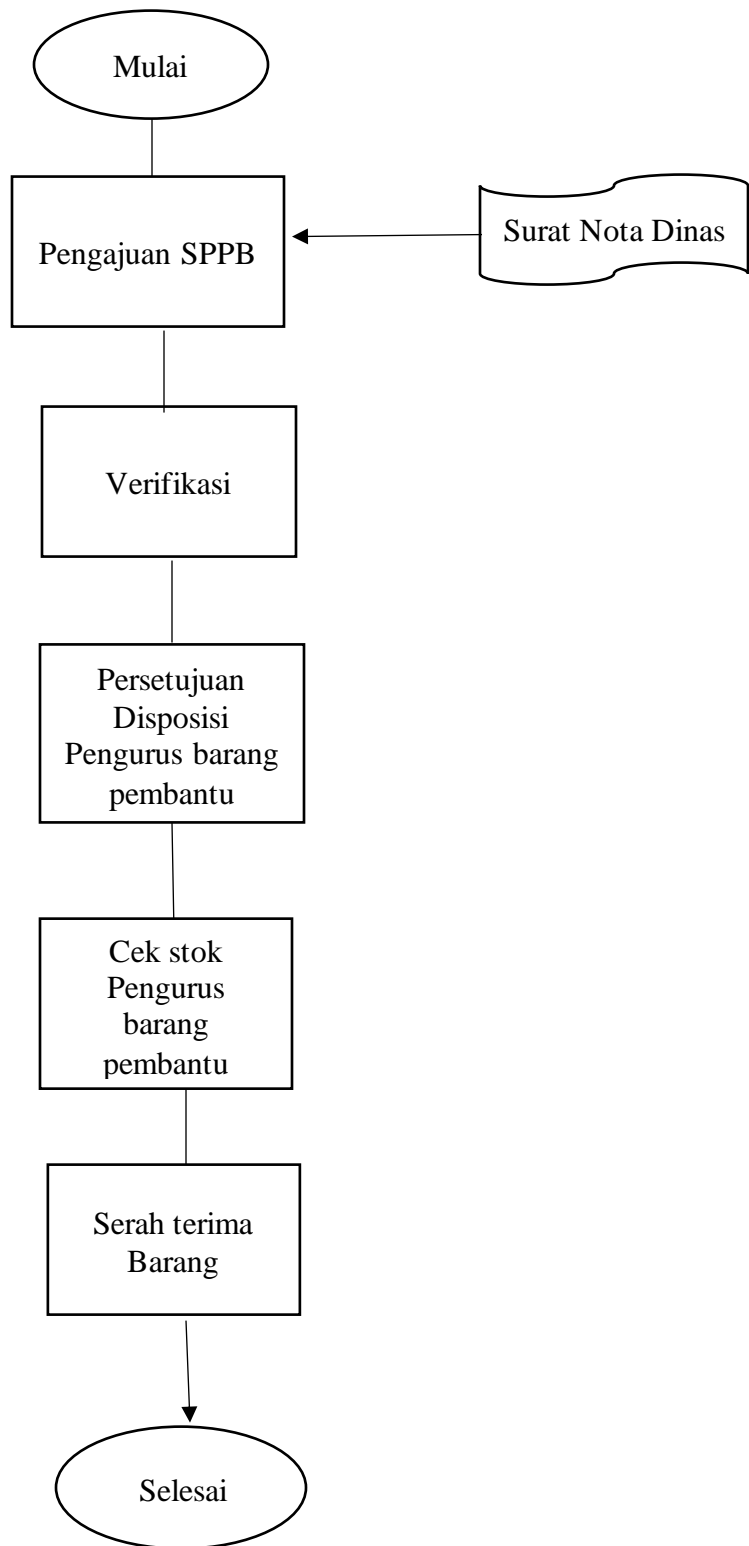 Mulai
Pengajuan SPPB
Surat Nota Dinas
Verifikasi
Persetujuan
Disposisi
Pengurus barang
pembantu
Cek stok
Pengurus
barang
pembantu
Serah terima
Barang
Selesai